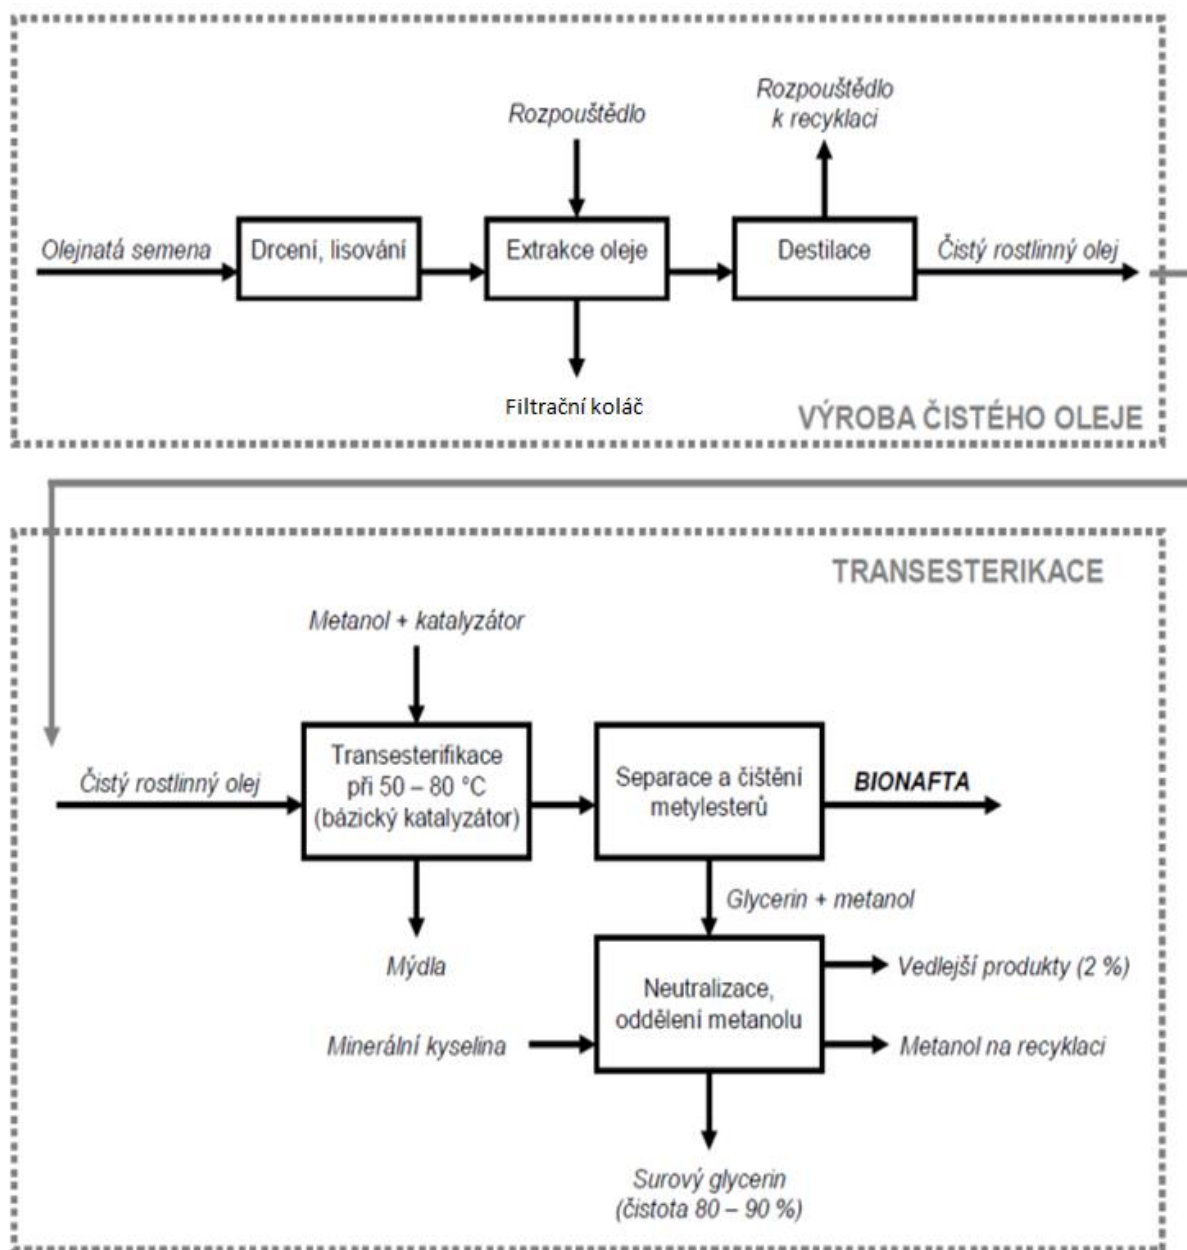 Rozpouštědlo
k recyklaci
Rozpouštědlo
Olejnatá semena
Drcení, lisování
Extrakce oleje
Destilace
Čistý rostlinný olej
Filtrační koláč
VÝROBA ČISTÉHO OLEJE
TRANSESTERIKACE
Metanol + katalyzátor
Čistý rostlinný olej
Transesterifikace
při 50 – 80 °C
(bázický katalyzátor)
Separace a čištění
metylesterů
BIONAFTA
Glycerin + metanol
Mýdla
Neutralizace,
oddělení metanolu
Vedlejší produkty (2 %)
Minerální kyselina
Metanol na recyklaci
Surový glycerin
(čistota 80 – 90 %)